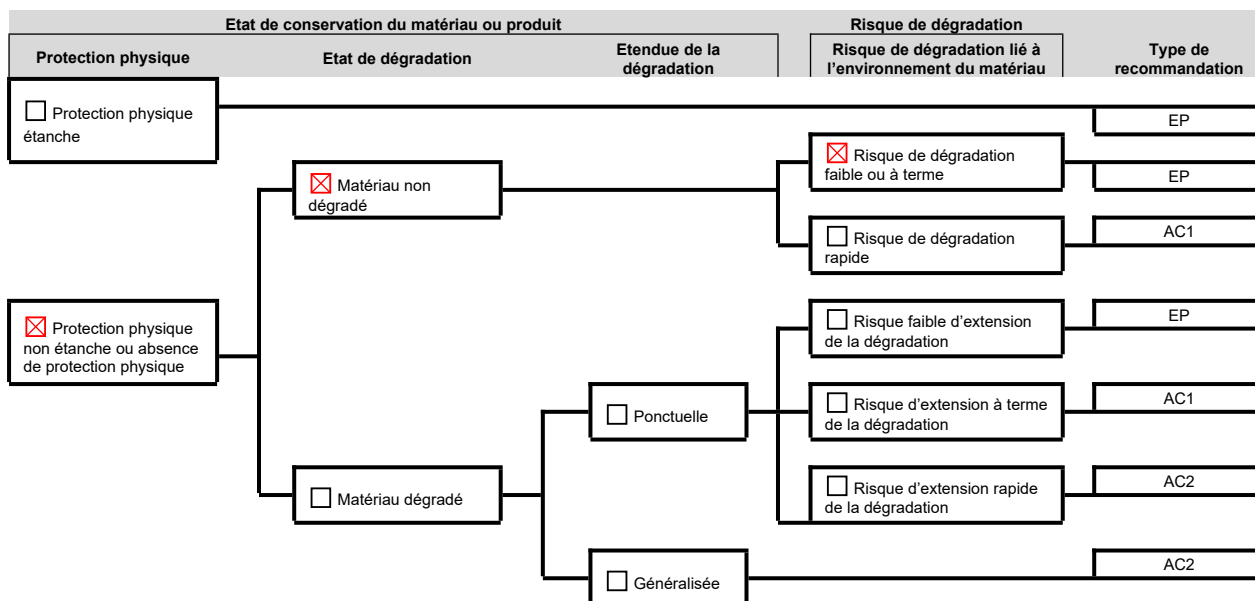 Etat de conservation du matériau ou produit
Risque de dégradation
Protection physique
Etat de dégradation
Etendue de la
dégradation
Risque de dégradation lié à
l'environnement du matériau
Type de
recommandation
Protection physique
étanche
EP
Matériau non
dégradé
Risque de dégradation
faible ou à terme
EP
Risque de dégradation
rapide
AC1
Protection physique
non étanche ou absence
de protection physique
Risque faible d'extension
de la dégradation
EP
Ponctuelle
Risque d'extension à terme
de la dégradation
AC1
Matériau dégradé
Risque d'extension rapide
de la dégradation
AC2
Généralisée
AC2